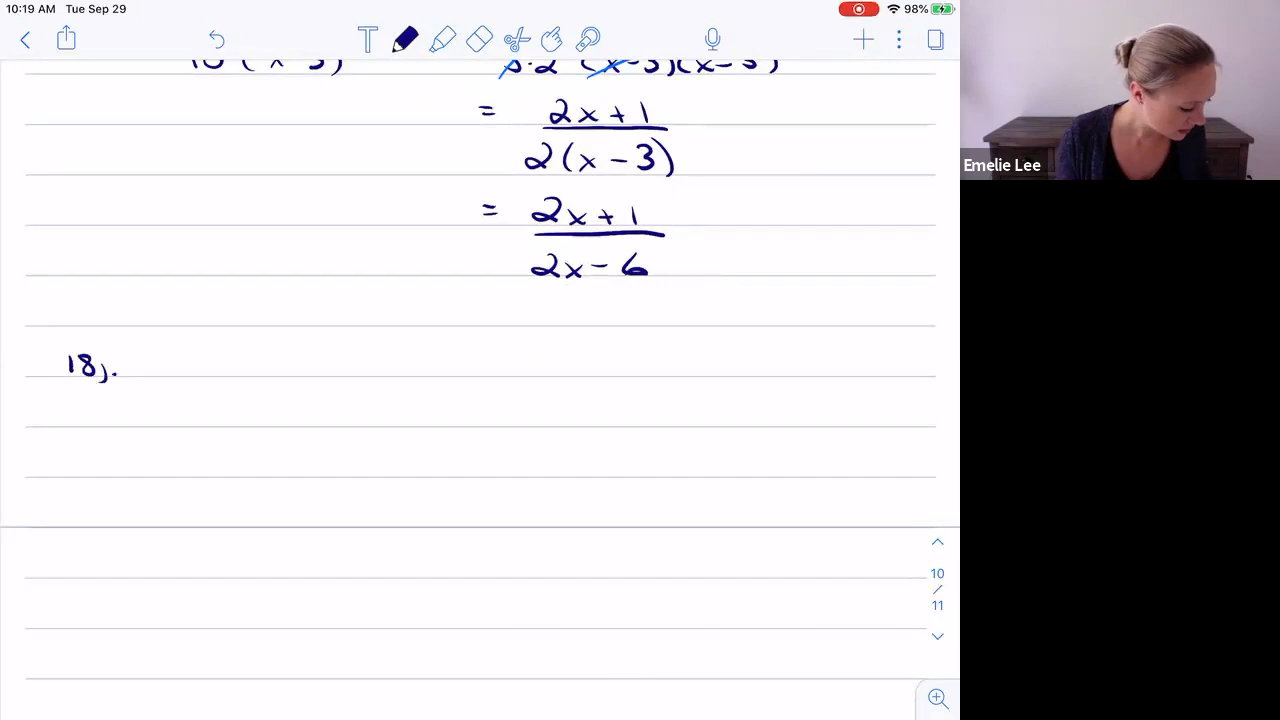 10:19 AM Tue Sep 29
98%
= 2x + 1
2(x - 3)
= 2x + 1
2x - 6
18).
Emelie Lee
10
/
11